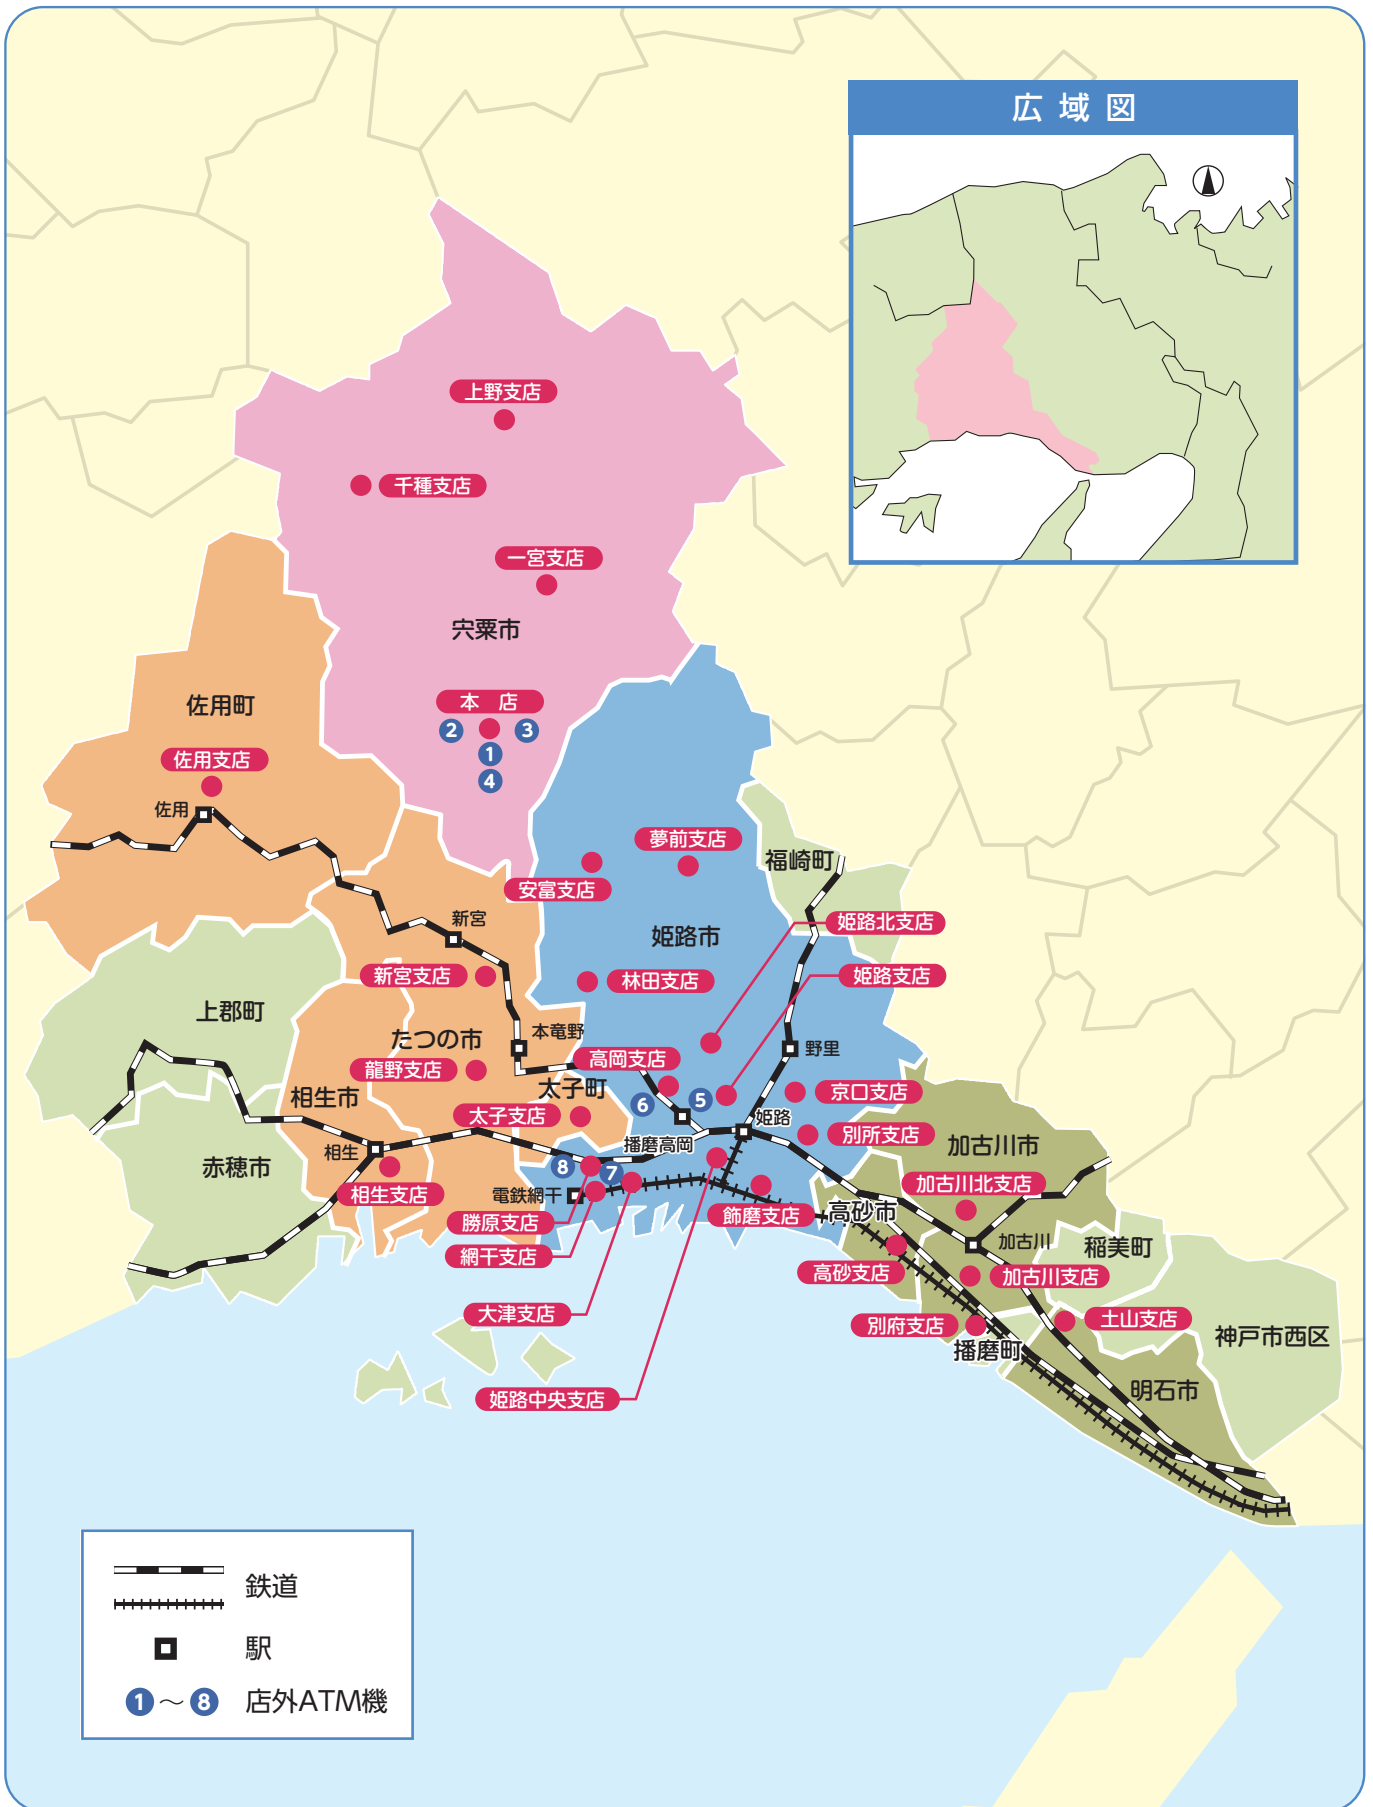 広域図
上野支店
千種支店
一宮支店
宍粟市
本 店
2
3
1
4
佐用町
佐用支店
佐用
夢前支店
福崎町
安富支店
新宮
姫路北支店
姫路市
新宮支店
林田支店
姫路支店
上郡町
たつの市
本竜野
野里
龍野支店
高岡支店
相生市
太子町
6
5
京口支店
太子支店
姫路
別所支店
播磨高岡
加古川市
相生
赤穂市
8
7
相生支店
電鉄網干
加古川北支店
勝原支店
飾磨支店
高砂市
網干支店
加古川
稲美町
高砂支店
加古川支店
大津支店
別府支店
土山支店
播磨町
神戸市西区
姫路中央支店
明石市
鉄道
駅
1～8 店外ATM機